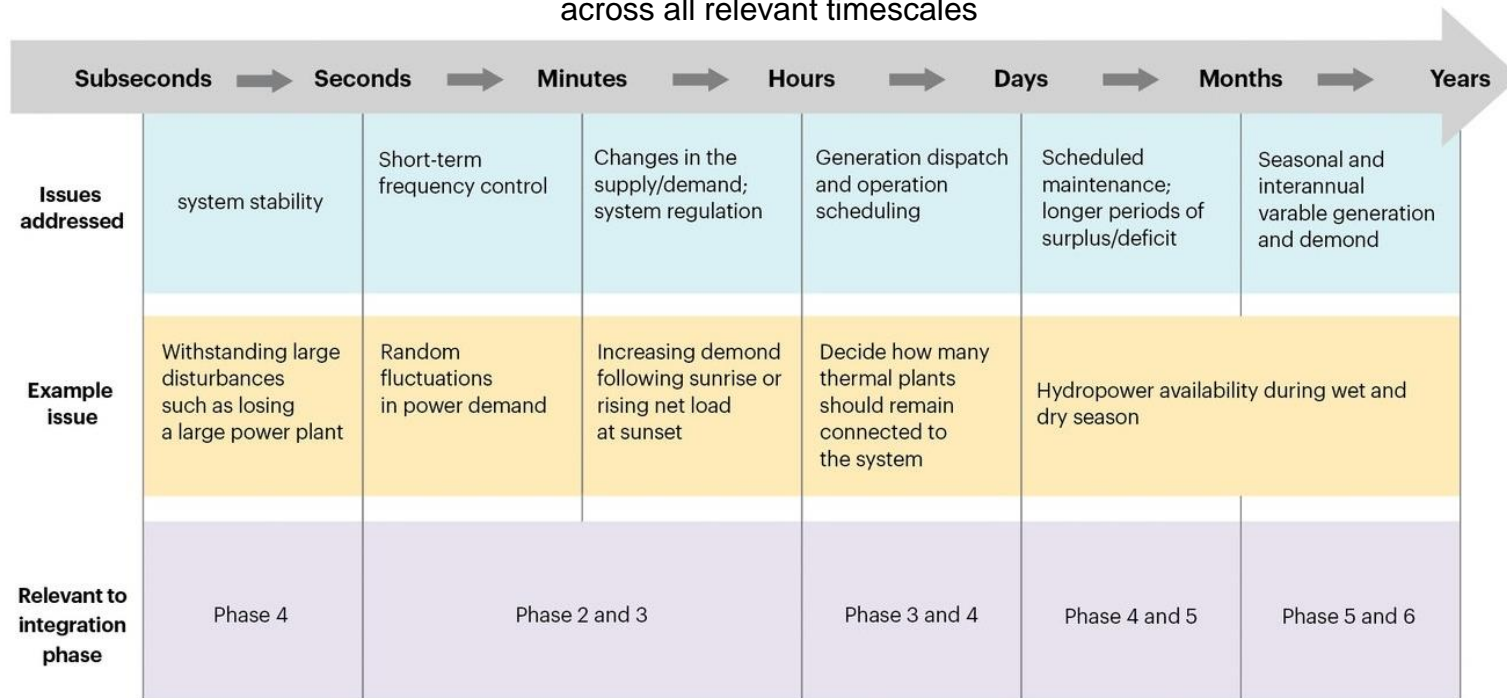 across all relevant timescales
Subseconds
Seconds
Minutes
Hours
Days
Months
Years
Issues
addressed
system stability
Short-term
frequency control
Changes in the
supply/demand;
system regulation
Generation dispatch
and operation
scheduling
Scheduled
maintenance;
longer periods of
surplus/deficit
Seasonal and
interannual
varable generation
and demond
Example
issue
Withstanding large
disturbances
such as losing
a large power plant
Random
fluctuations
in power demand
Increasing demond
following sunrise or
rising net load
at sunset
Decide how many
thermal plants
should remain
connected to
the system
Hydropower availability during wet and
dry season
Relevant to
integration
phase
Phase 4
Phase 2 and 3
Phase 3 and 4
Phase 4 and 5
Phase 5 and 6